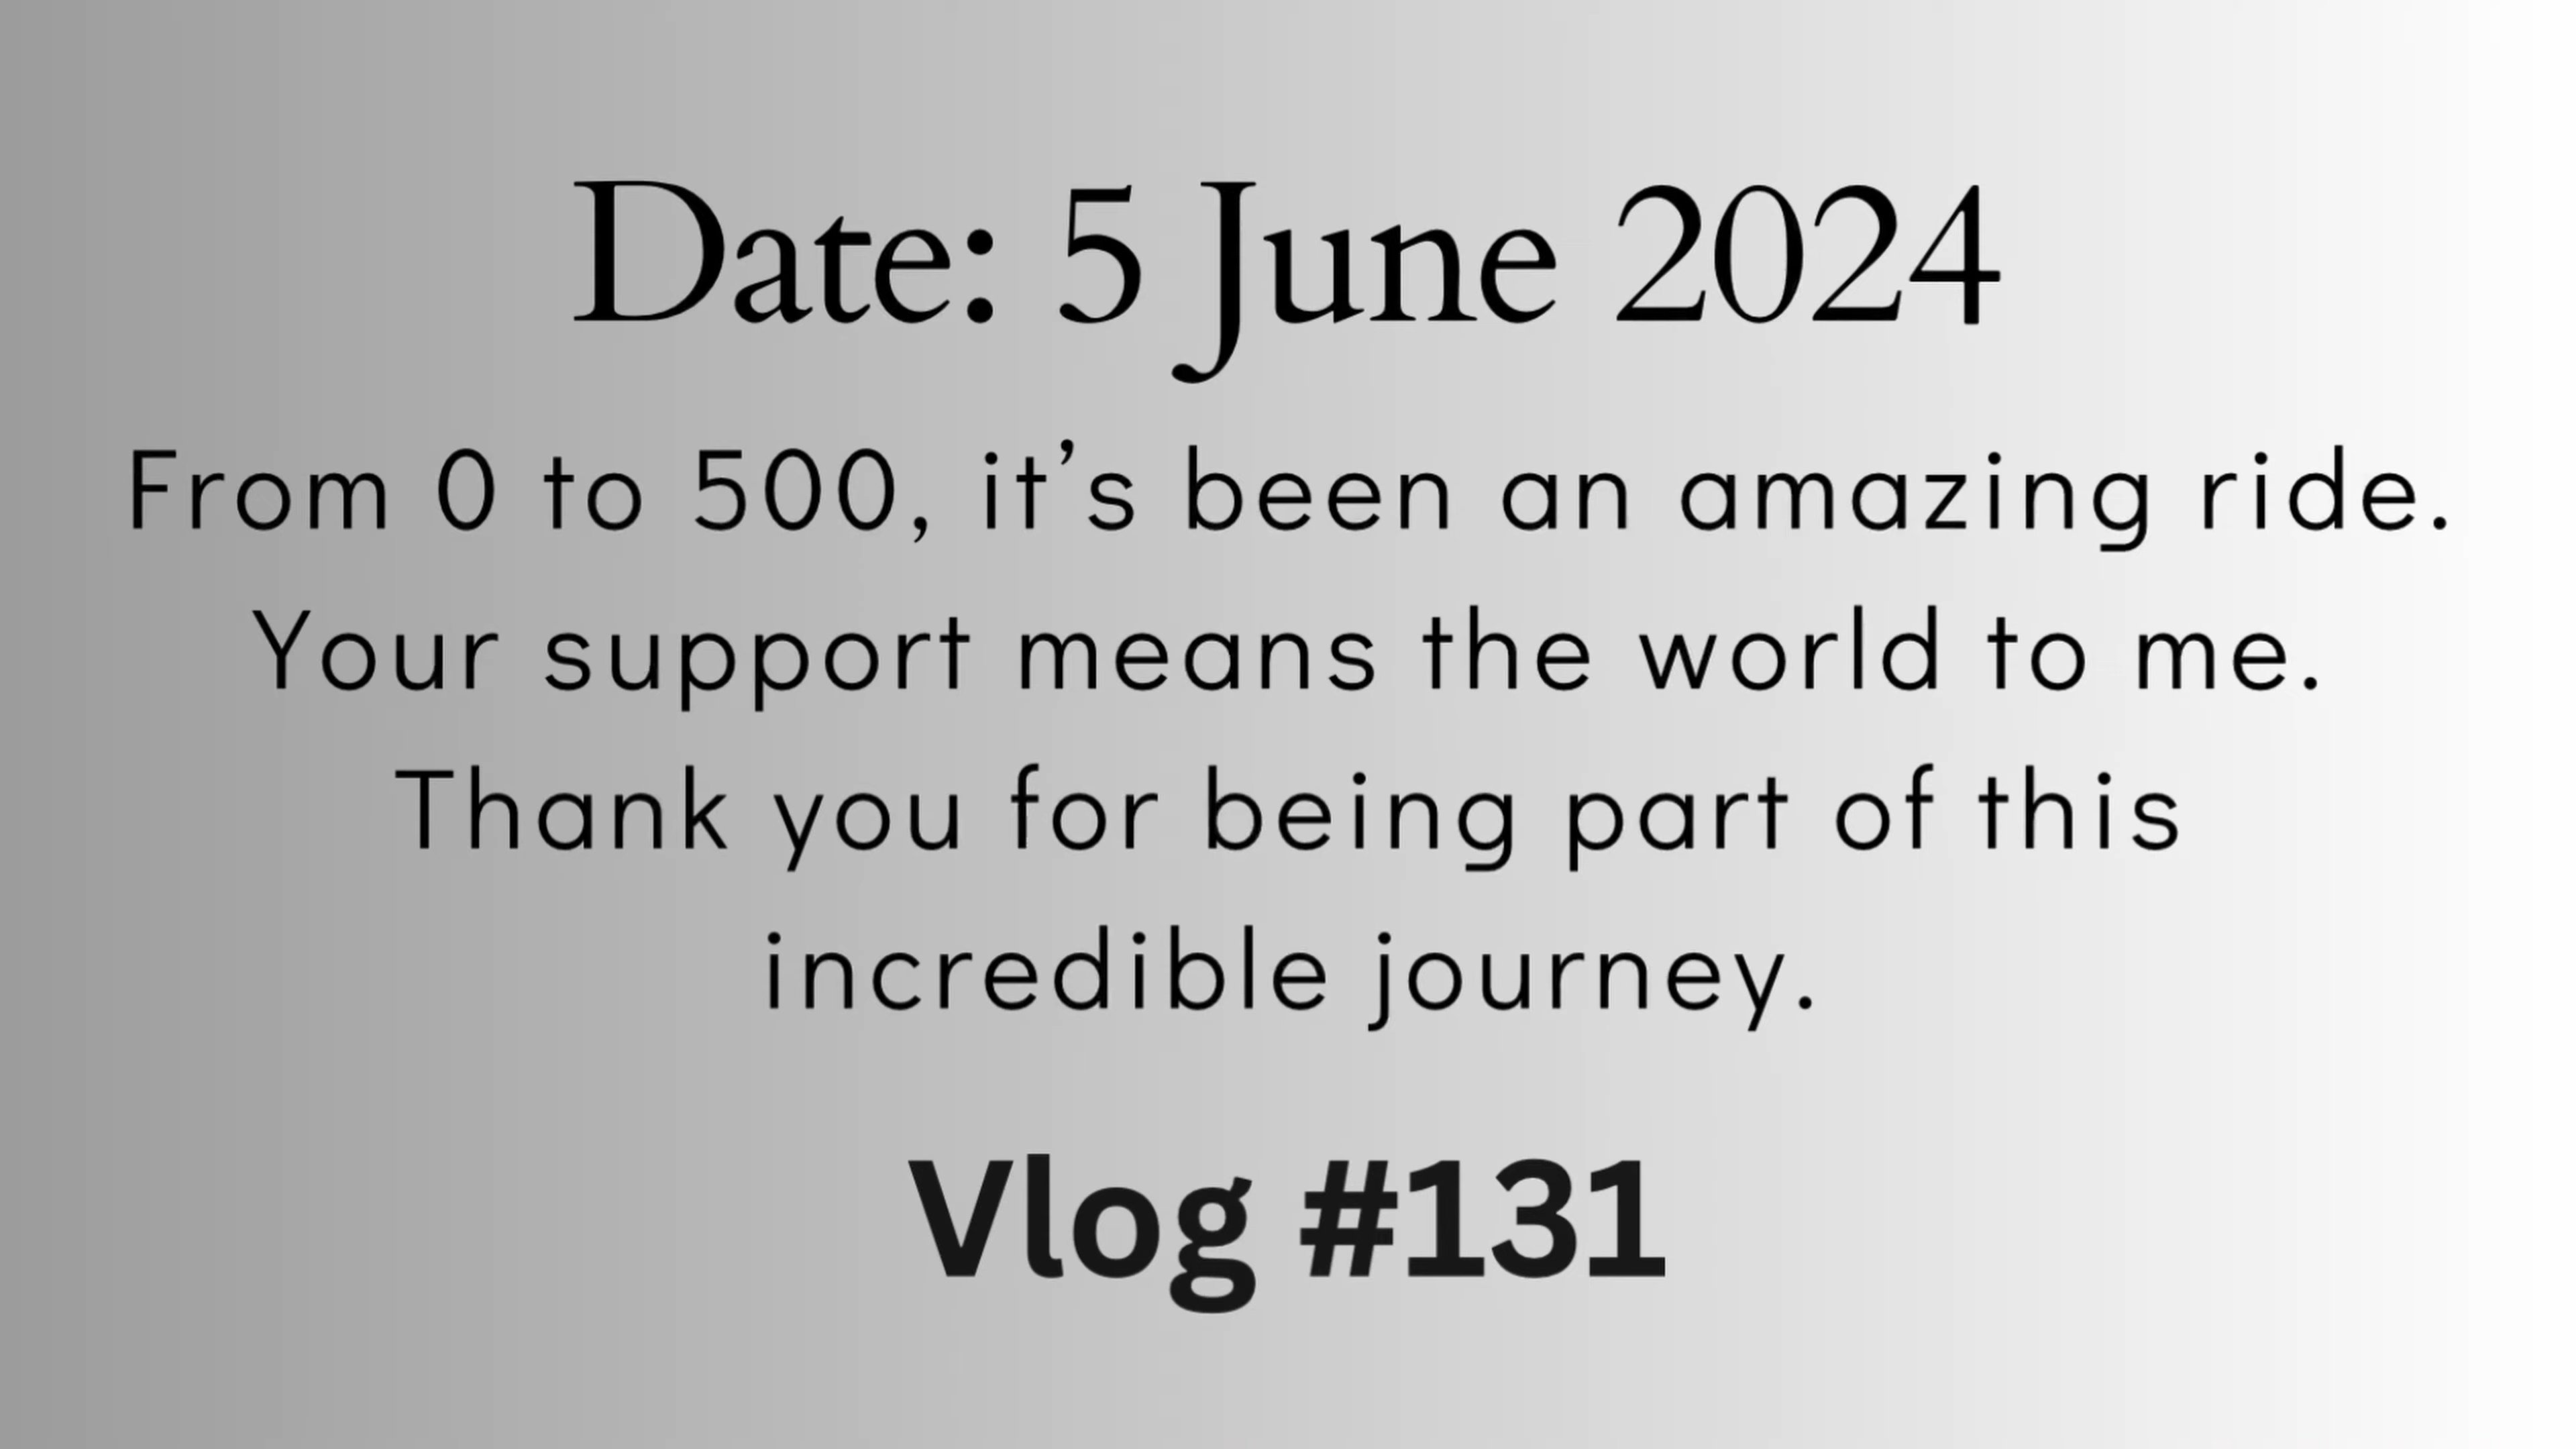 Date: 5 June 2024
From 0 to 500, it’s been an amazing ride.
Your support means the world to me.
Thank you for being part of this
incredible journey.
Vlog #131